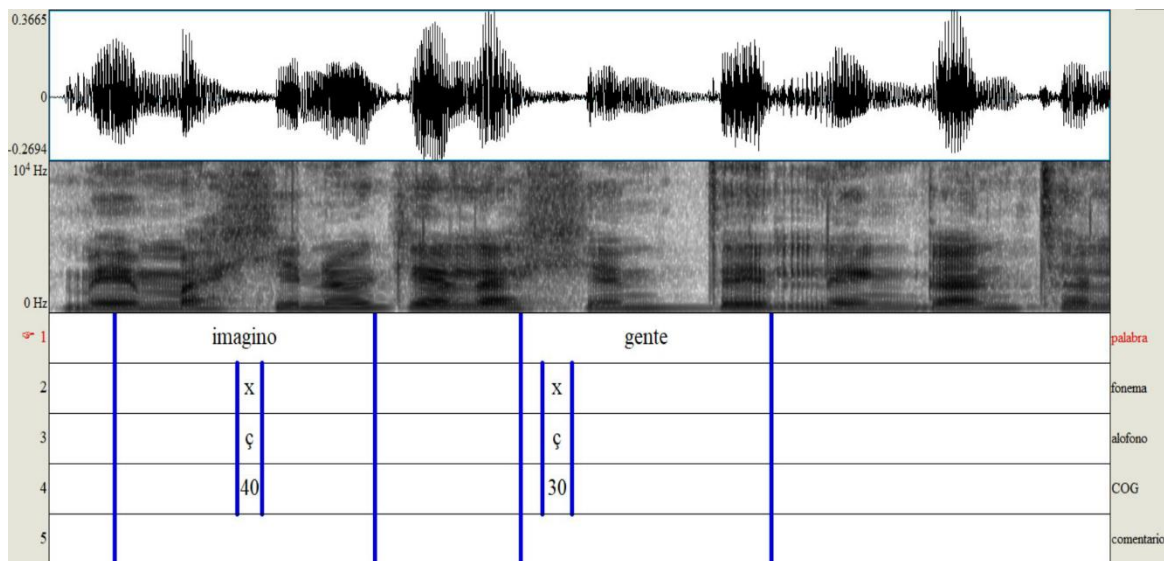 0.3665
0
-0.2694
10⁴ Hz
0 Hz
☞ 1 imagino gente palabra
2 x x fonema
3 ç ç alofono
4 40 30 COG
5 comentario